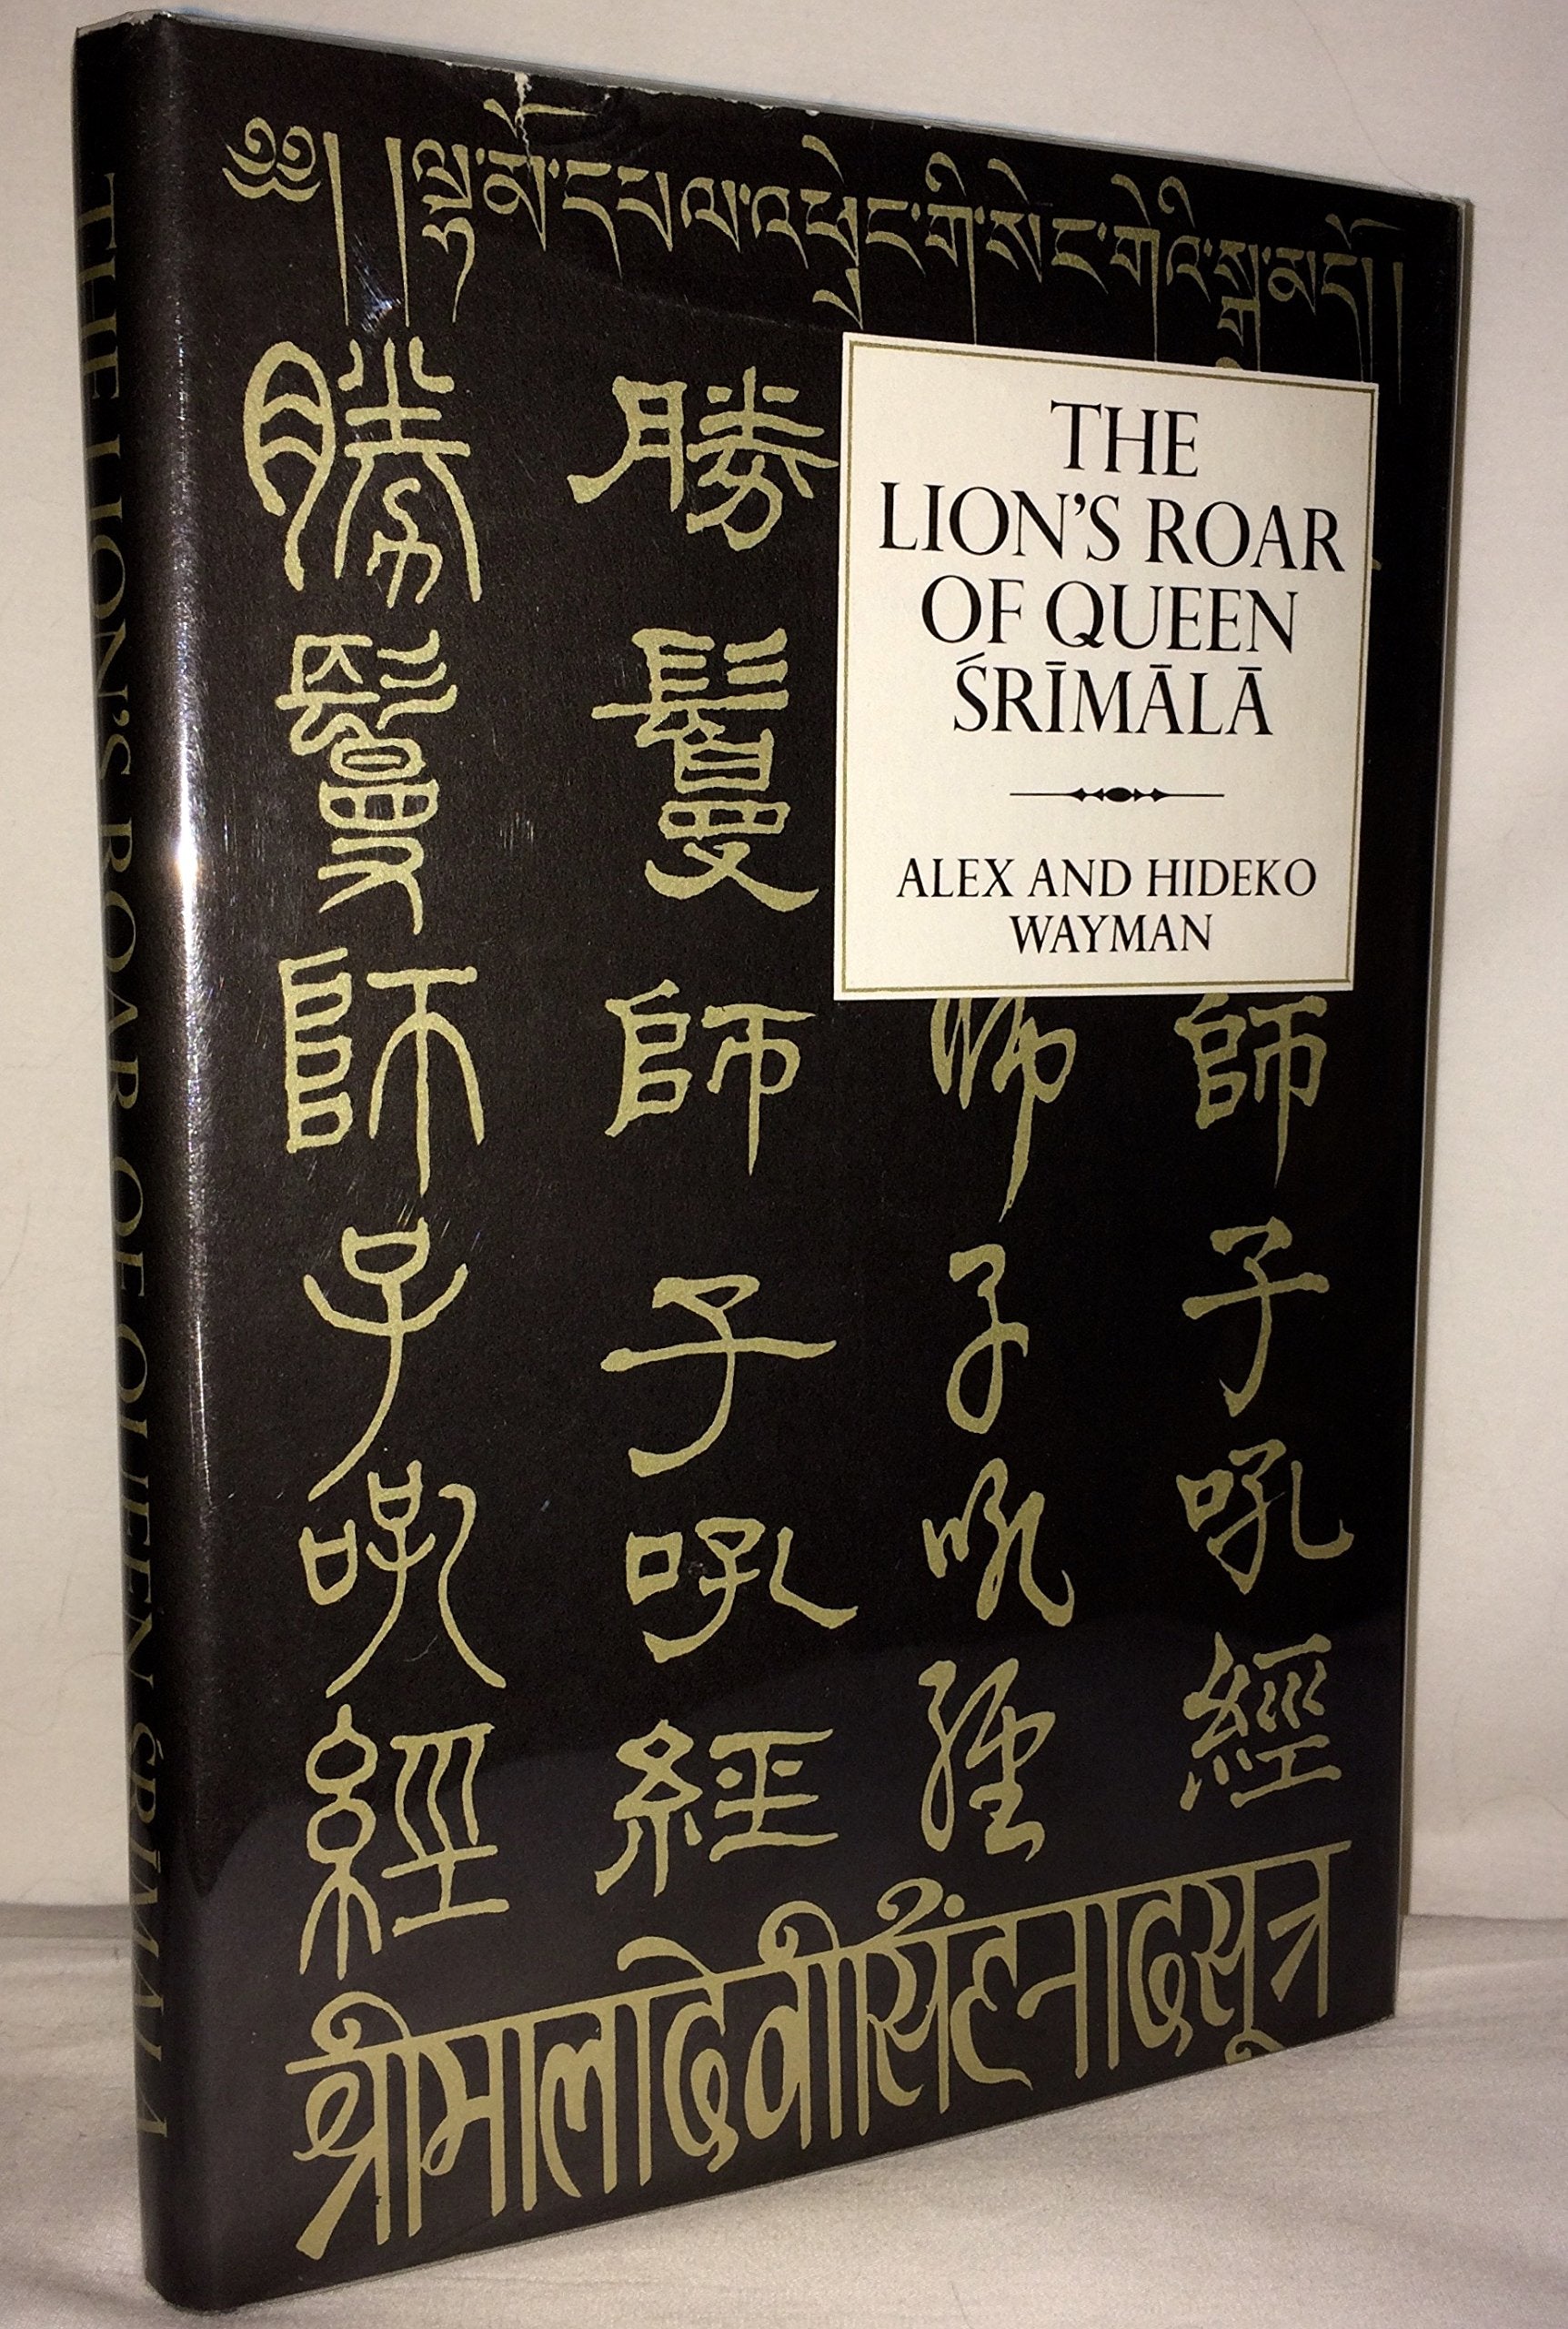 THE LION'S ROAR OF QUEEN ŚRĪMĀLĀ
༄༅། །ལྷ་མོ་དཔལ་འཕྲེང་གི་སེང་གེའི་སྒྲ་མདོ། །
勝鬘師子吼經
勝鬘師子吼經
師子吼經
師子吼經
THE
LION'S ROAR
OF QUEEN
ŚRĪMĀLĀ
ALEX AND HIDEKO
WAYMAN
श्रीमालादेवीसिंहनादसूत्र